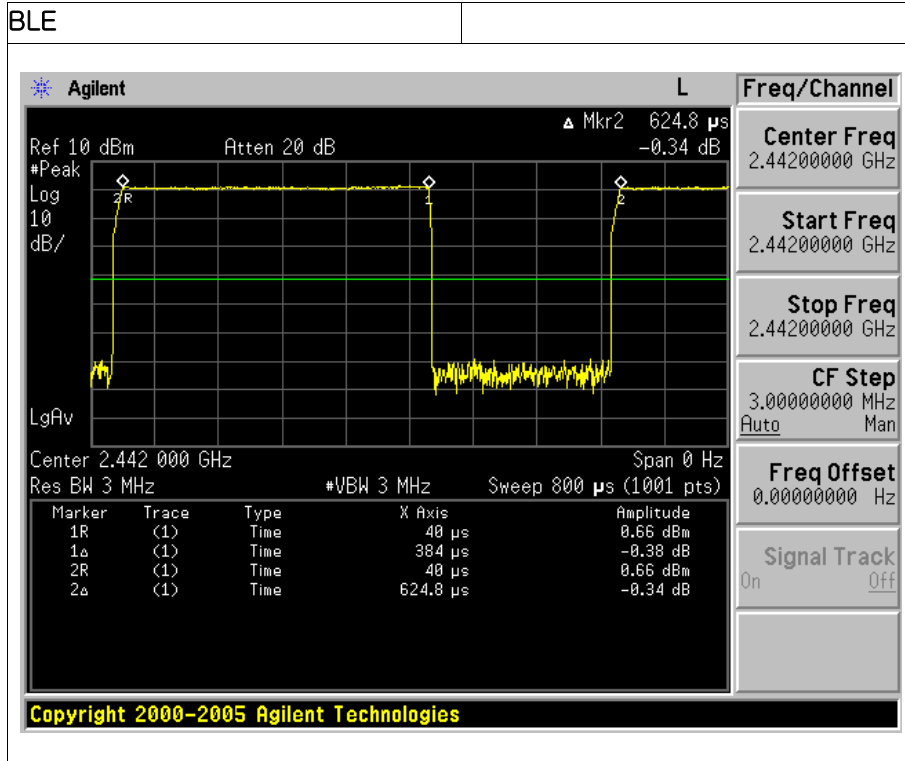 BLE
Agilent L
Δ Mkr2 624.8 µs
Ref 10 dBm Atten 20 dB -0.34 dB
#Peak
Log
10
dB/
2R
1
2
LgAv
Center 2.442 000 GHz Span 0 Hz
Res BW 3 MHz #VBW 3 MHz Sweep 800 µs (1001 pts)
Marker Trace Type X Axis Amplitude
1R (1) Time 40 µs 0.66 dBm
1Δ (1) Time 384 µs -0.38 dB
2R (1) Time 40 µs 0.66 dBm
2Δ (1) Time 624.8 µs -0.34 dB
Freq/Channel
Center Freq
2.44200000 GHz
Start Freq
2.44200000 GHz
Stop Freq
2.44200000 GHz
CF Step
3.00000000 MHz
Auto Man
Freq Offset
0.00000000 Hz
Signal Track
On Off
Copyright 2000-2005 Agilent Technologies